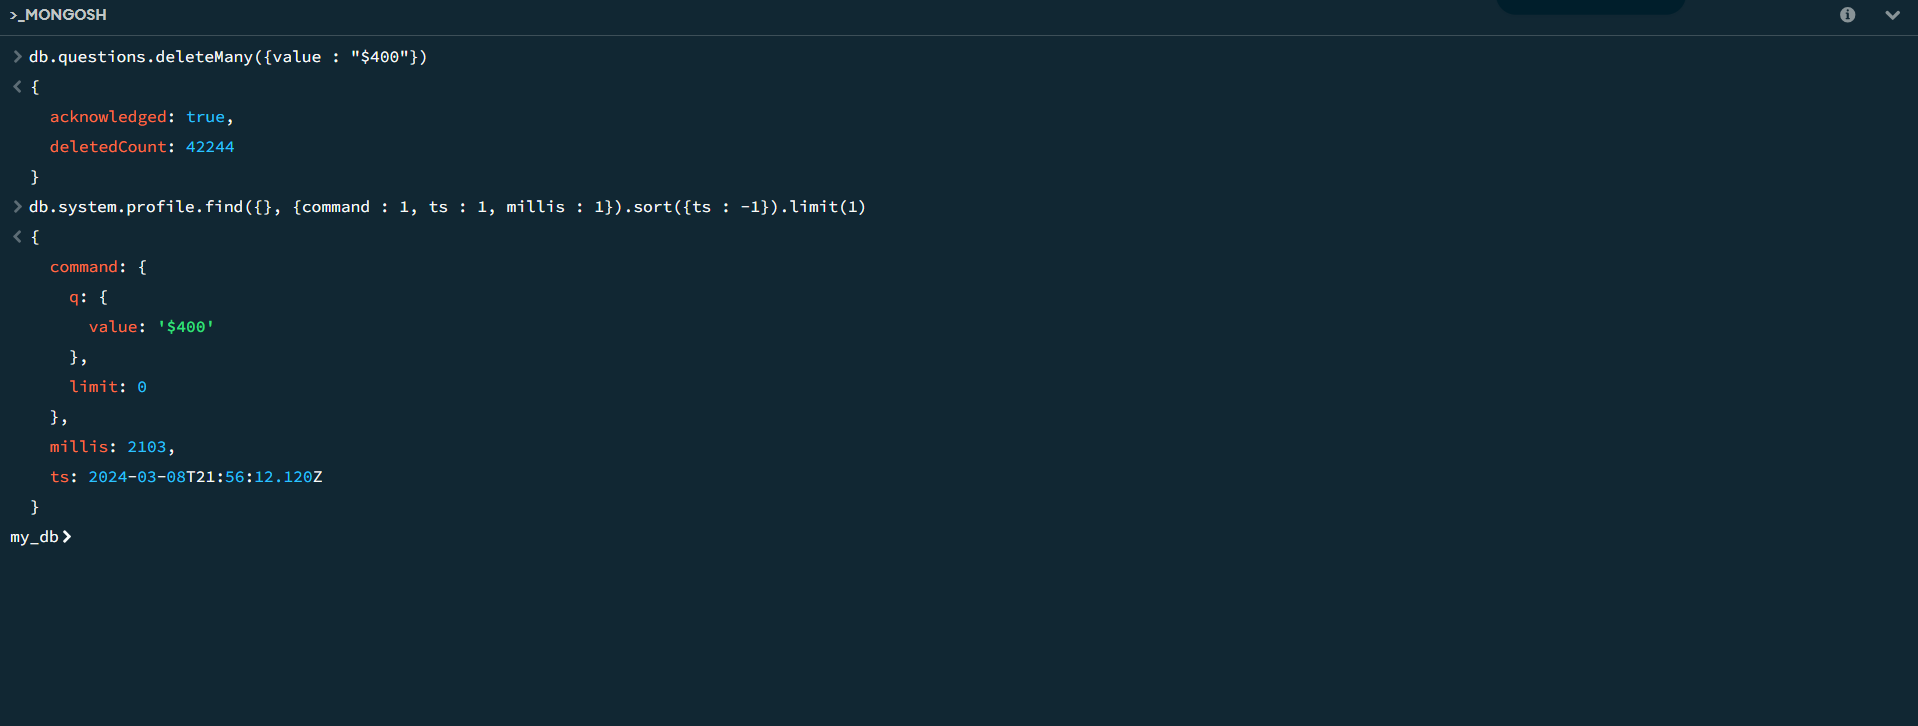 >_MONGOSH
> db.questions.deleteMany({value : "$400"})
< {
acknowledged: true,
deletedCount: 42244
}
> db.system.profile.find({}, {command : 1, ts : 1, millis : 1}).sort({ts : -1}).limit(1)
< {
command: {
q: {
value: '$400'
},
limit: 0
},
millis: 2103,
ts: 2024-03-08T21:56:12.120Z
}
my_db>